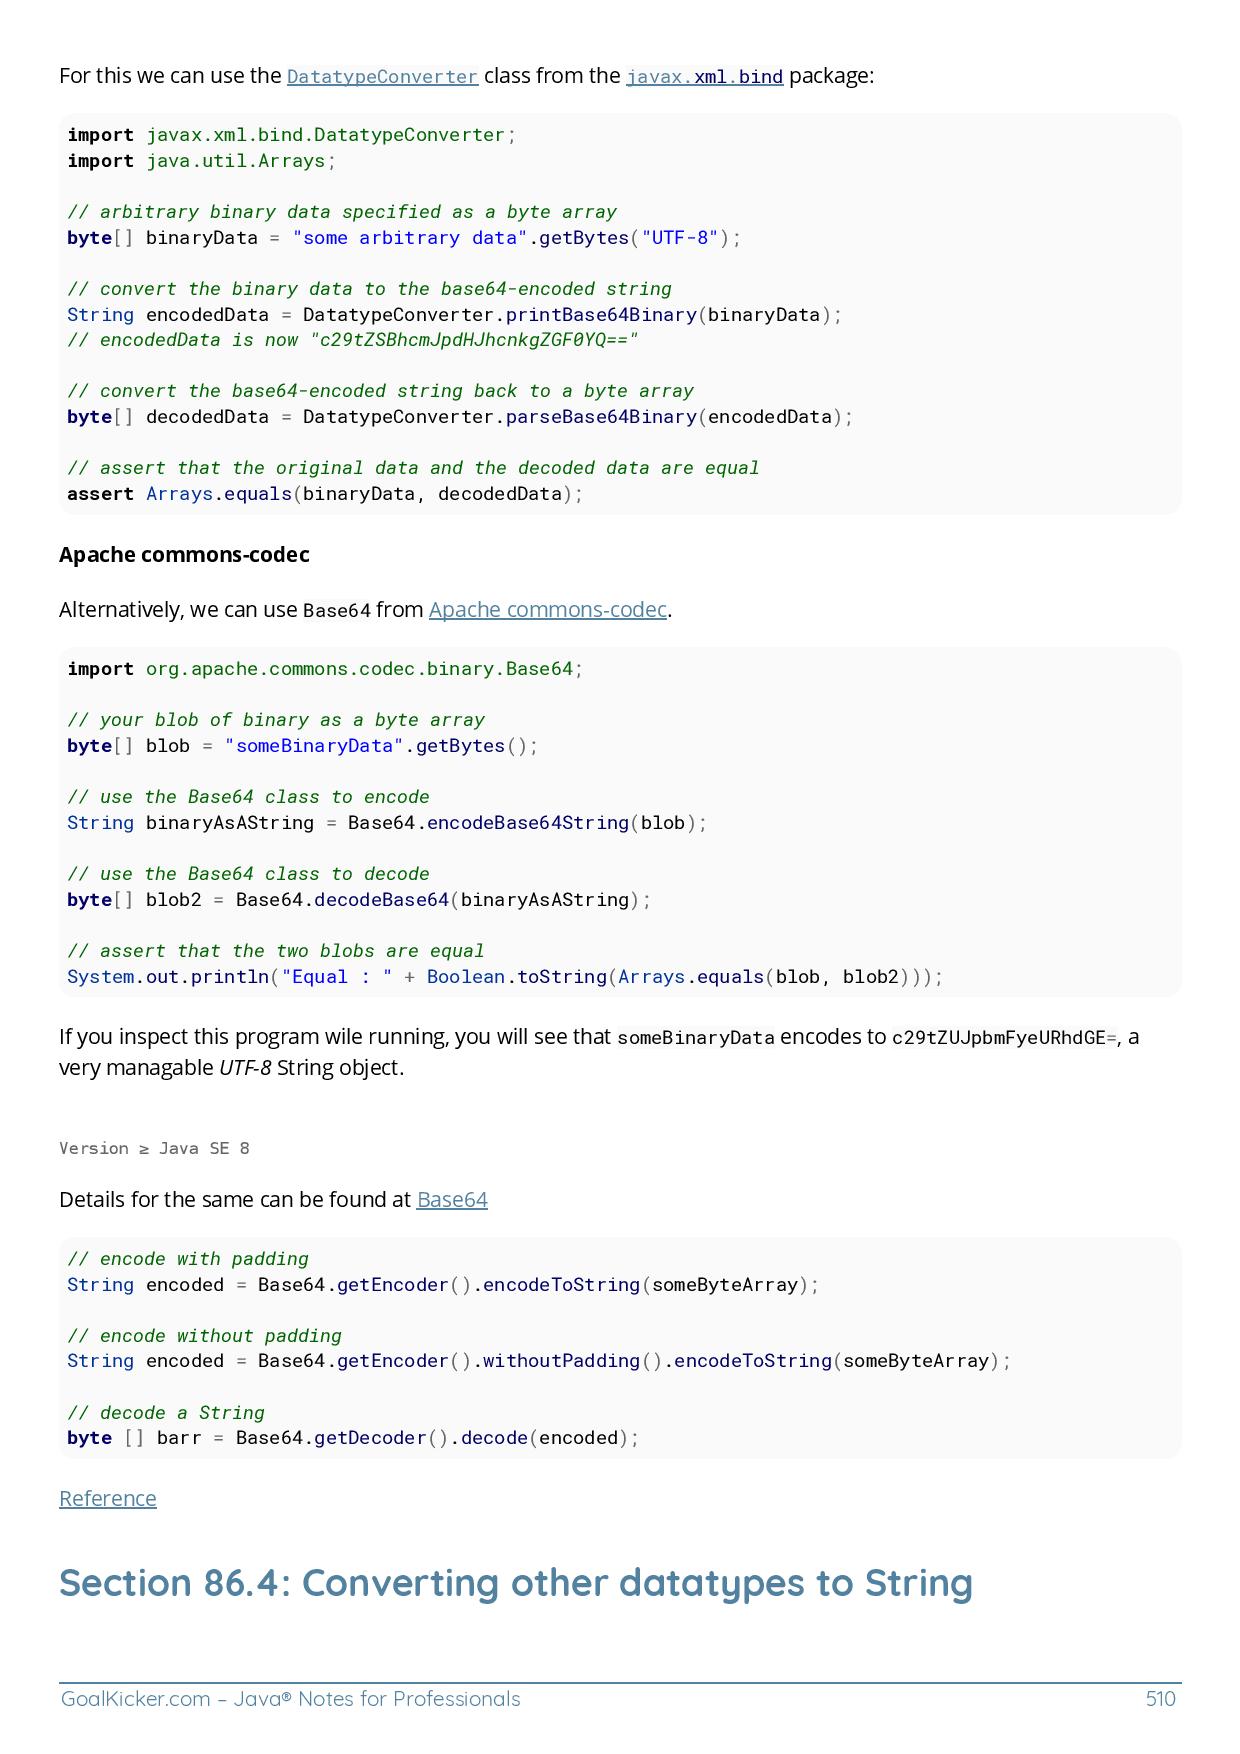 For this we can use the DatatypeConverter class from the javax.xml.bind package:
import javax.xml.bind.DatatypeConverter;
import java.util.Arrays;
// arbitrary binary data specified as a byte array
byte[] binaryData = "some arbitrary data".getBytes("UTF-8");
// convert the binary data to the base64-encoded string
String encodedData = DatatypeConverter.printBase64Binary(binaryData);
// encodedData is now "c29tZSBhcmJpdHJhcnkgZGF0YQ=="
// convert the base64-encoded string back to a byte array
byte[] decodedData = DatatypeConverter.parseBase64Binary(encodedData);
// assert that the original data and the decoded data are equal
assert Arrays.equals(binaryData, decodedData);
Apache commons-codec
Alternatively, we can use Base64 from Apache commons-codec.
import org.apache.commons.codec.binary.Base64;
// your blob of binary as a byte array
byte[] blob = "someBinaryData".getBytes();
// use the Base64 class to encode
String binaryAsAString = Base64.encodeBase64String(blob);
// use the Base64 class to decode
byte[] blob2 = Base64.decodeBase64(binaryAsAString);
// assert that the two blobs are equal
System.out.println("Equal : " + Boolean.toString(Arrays.equals(blob, blob2)));
If you inspect this program wile running, you will see that someBinaryData encodes to c29tZUJpbmFyeURhdGE=, a
very managable UTF-8 String object.
Version ≥ Java SE 8
Details for the same can be found at Base64
// encode with padding
String encoded = Base64.getEncoder().encodeToString(someByteArray);
// encode without padding
String encoded = Base64.getEncoder().withoutPadding().encodeToString(someByteArray);
// decode a String
byte [] barr = Base64.getDecoder().decode(encoded);
Reference
Section 86.4: Converting other datatypes to String
GoalKicker.com – Java® Notes for Professionals 510